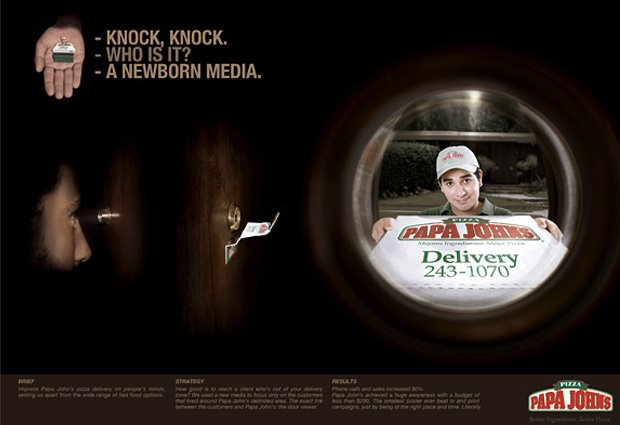 - KNOCK, KNOCK.
- WHO IS IT?
- A NEWBORN MEDIA.
PIZZA
PAPA JOHNS
Mejores Ingredientes. Mejor Pizza.
Delivery
243-1070
BRIEF
Impress Papa John's pizza delivery on people's minds,
setting us apart from the wide range of fast food options.
STRATEGY
How good is to reach a client who's out of your delivery
zone? We used a new media to focus only on the customers
that lived around Papa John's delimited area. The exact link
between the customers and Papa John's: the door viewer.
RESULTS
Phone calls and sales increased 80%.
Papa John's achieved a huge awareness with a budget of
less than $200. The smallest poster ever beat tv and print
campaigns, just by being at the right place and time. Literally
PIZZA
PAPA JOHNS
Better Ingredients. Better Pizza.